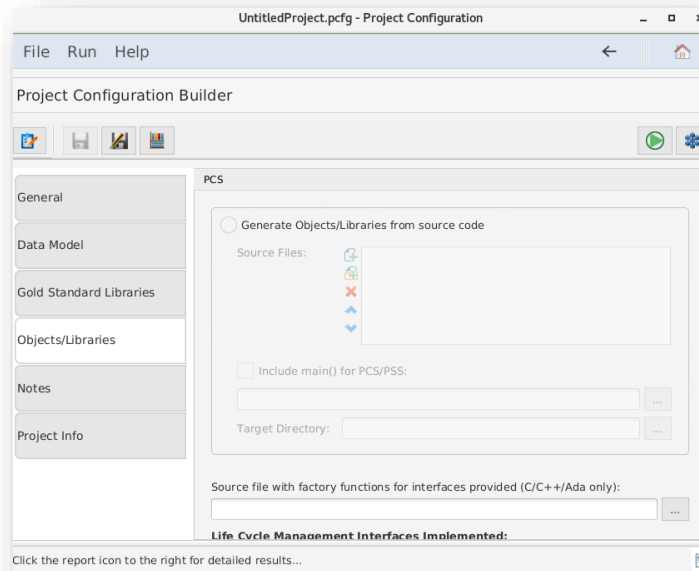 UntitledProject.pcfg - Project Configuration
File Run Help
Project Configuration Builder
PCS
General
Data Model
Gold Standard Libraries
Objects/Libraries
Notes
Project Info
Generate Objects/Libraries from source code
Source Files:
Include main() for PCS/PSS:
...
Target Directory:
...
Source file with factory functions for interfaces provided (C/C++/Ada only):
...
Life Cycle Management Interfaces Implemented:
Click the report icon to the right for detailed results...